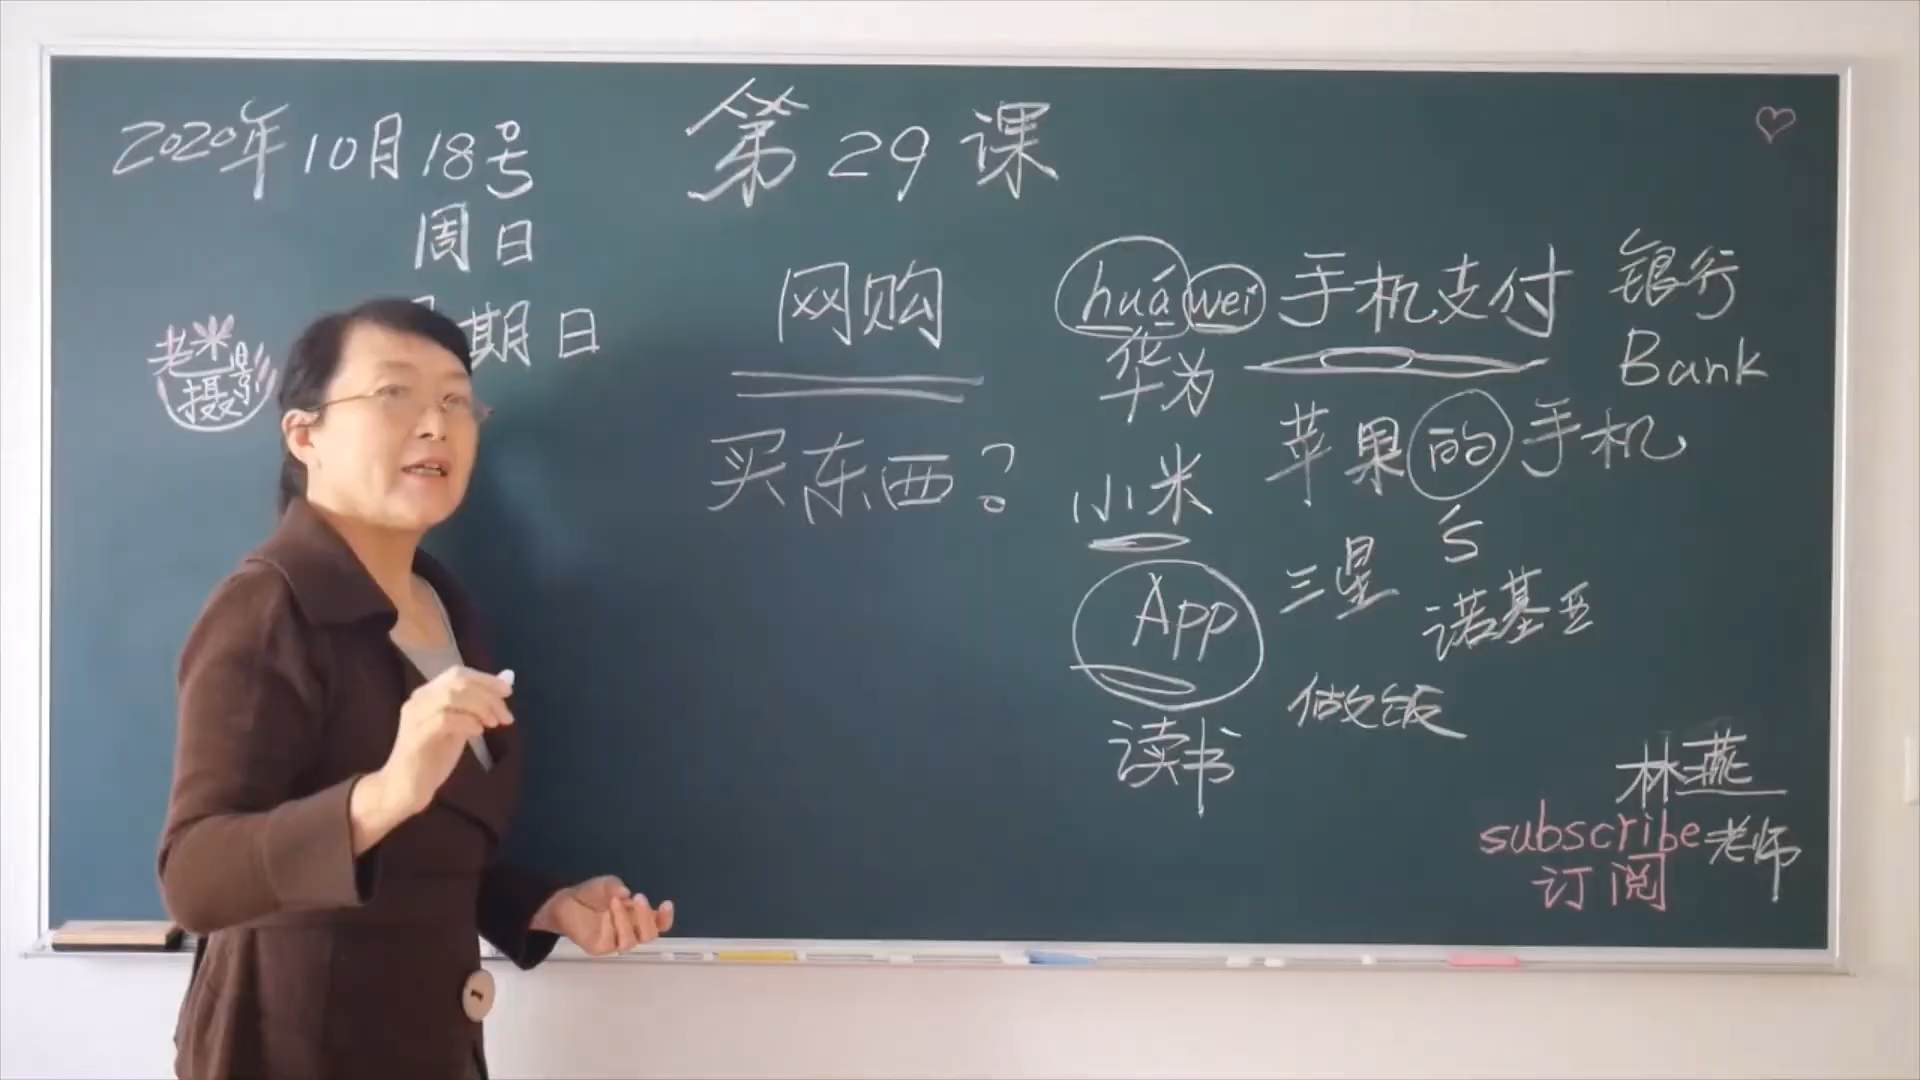 2020年10月18号
第29课
周日
期日
老米
摄影
网购
买东西?
huáwei 手机支付 银行
华为
Bank
苹果的手机
小米
S
三星
诺基亚
App
做饭
读书
林燕
老师
subscribe
订阅